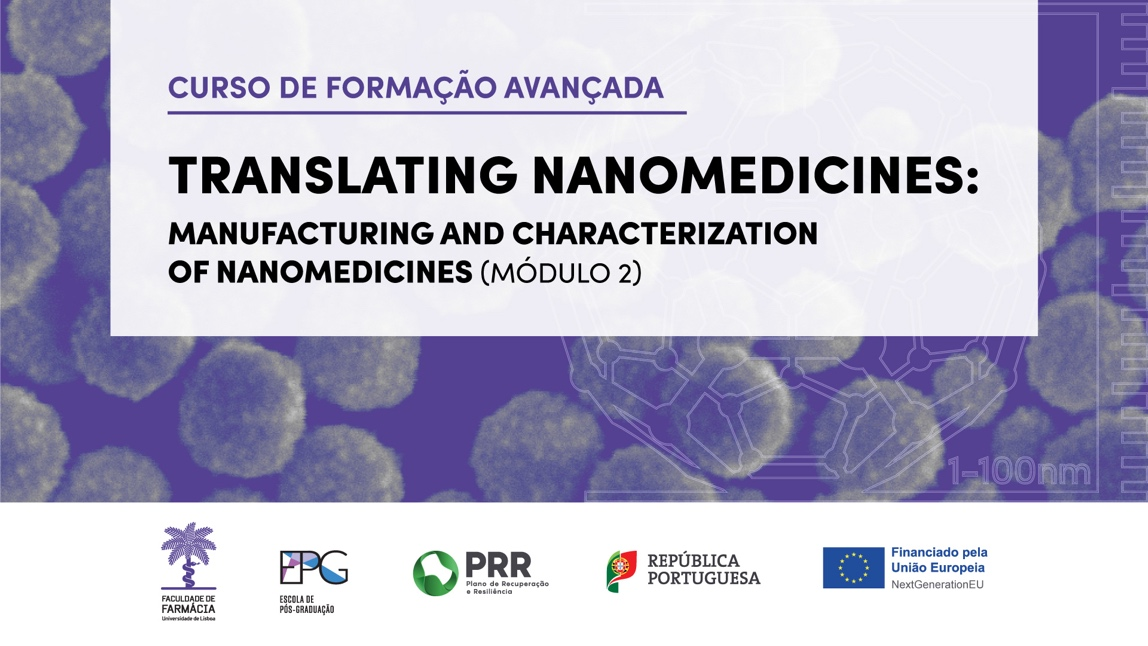 CURSO DE FORMAÇÃO AVANÇADA
TRANSLATING NANOMEDICINES:
MANUFACTURING AND CHARACTERIZATION
OF NANOMEDICINES (MÓDULO 2)
1-100nm
FACULDADE DE
FARMÁCIA
Universidade de Lisboa
EPG
ESCOLA DE
PÓS-GRADUAÇÃO
PRR
Plano de Recuperação
e Resiliência
REPÚBLICA
PORTUGUESA
Financiado pela
União Europeia
NextGenerationEU